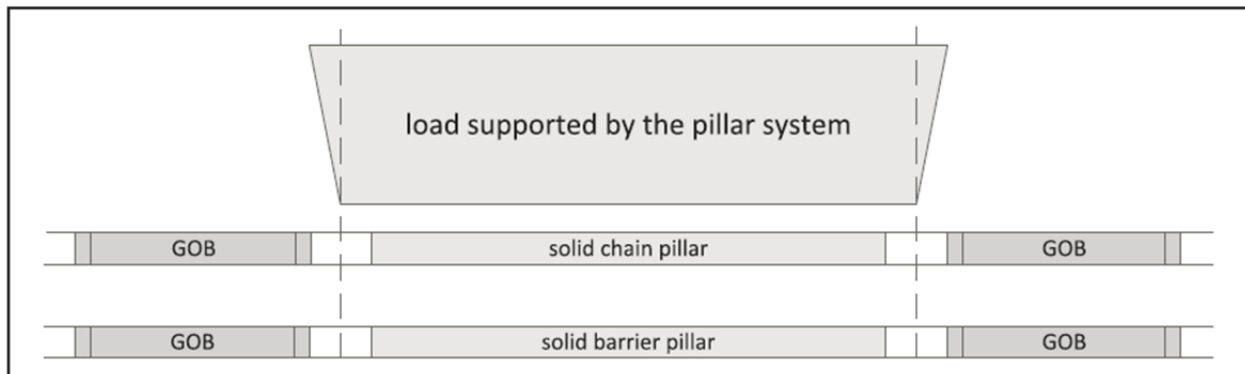 load supported by the pillar system
GOB solid chain pillar GOB
GOB solid barrier pillar GOB